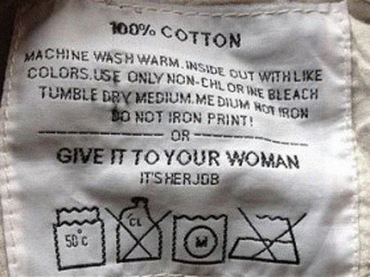 100% COTTON
MACHINE WASH WARM. INSIDE OUT WITH LIKE
COLORS. USE ONLY NON-CHLORINE BLEACH
TUMBLE DRY MEDIUM. MEDIUM HOT IRON
DO NOT IRON PRINT!
OR
GIVE IT TO YOUR WOMAN
IT'S HER JOB
50°C CL M